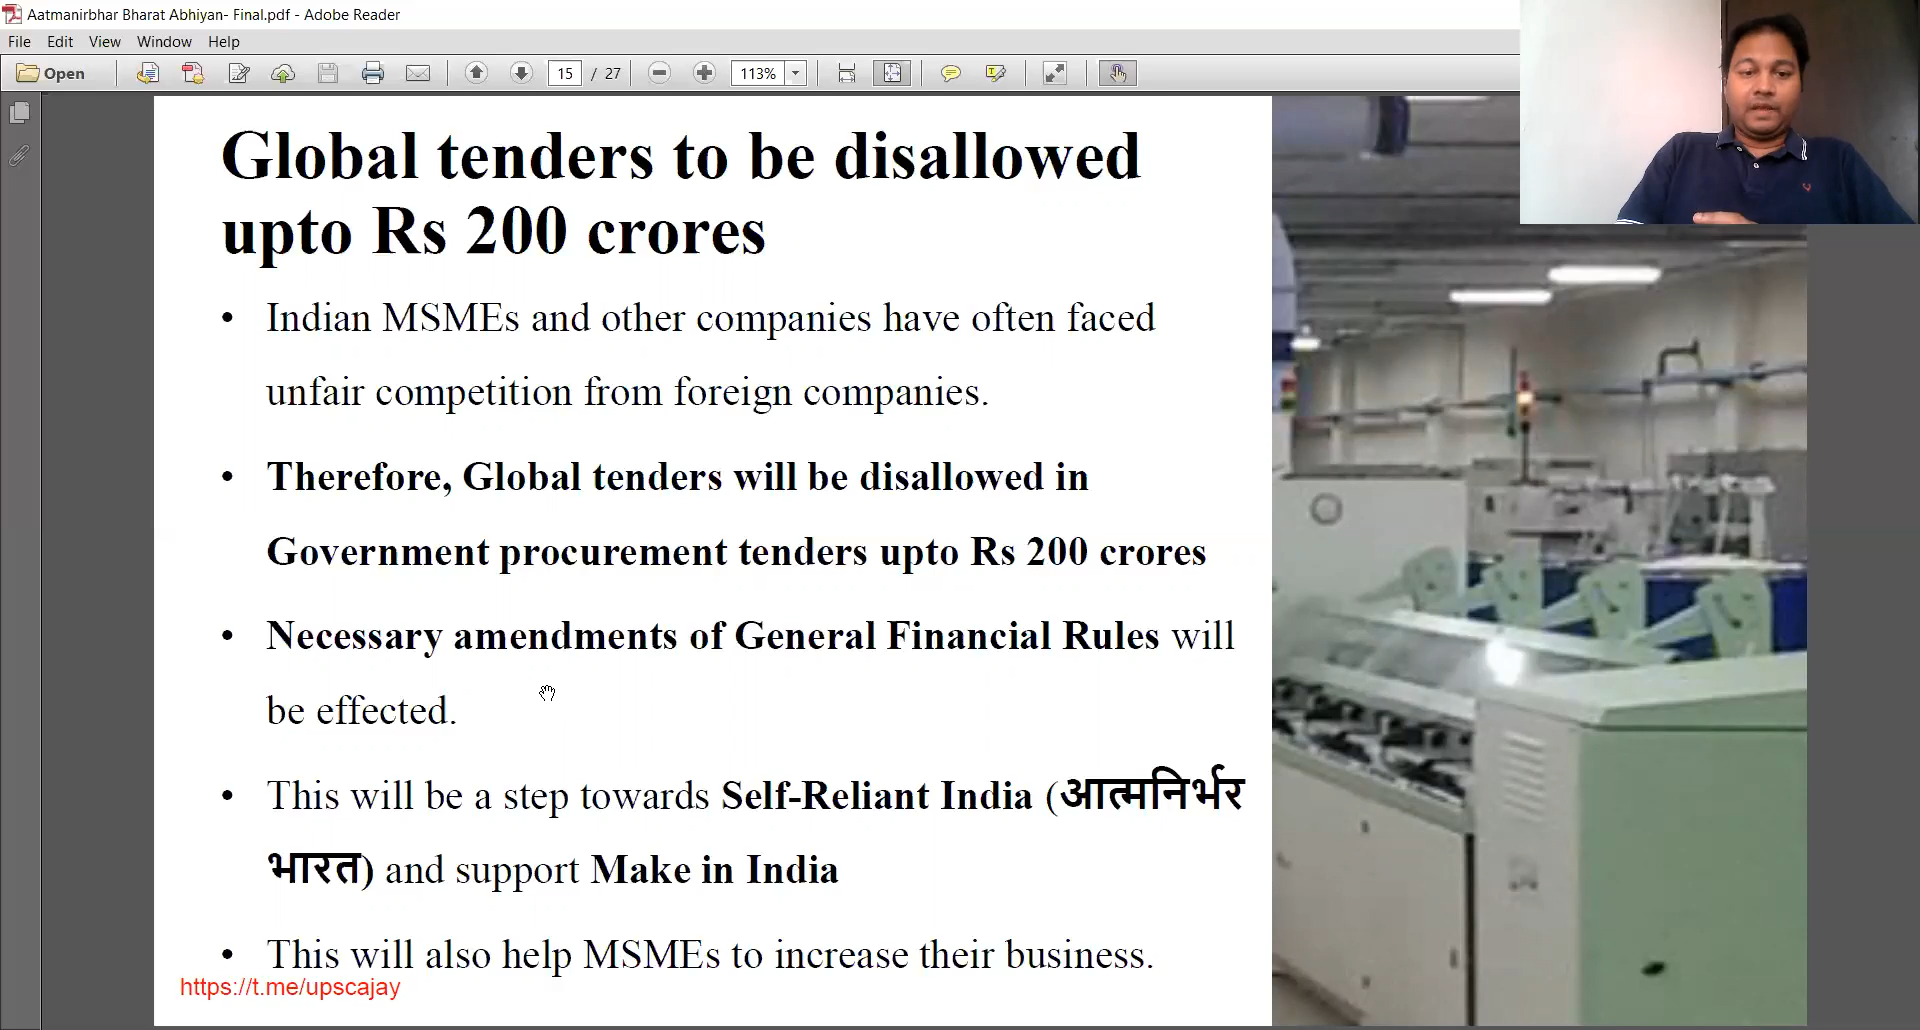 Aatmanirbhar Bharat Abhiyan- Final.pdf - Adobe Reader
File Edit View Window Help
Open 15 / 27 113%
Global tenders to be disallowed
upto Rs 200 crores
• Indian MSMEs and other companies have often faced
unfair competition from foreign companies.
• Therefore, Global tenders will be disallowed in
Government procurement tenders upto Rs 200 crores
• Necessary amendments of General Financial Rules will
be effected.
• This will be a step towards Self-Reliant India (आत्मनिर्भर
भारत) and support Make in India
• This will also help MSMEs to increase their business.
https://t.me/upscajay